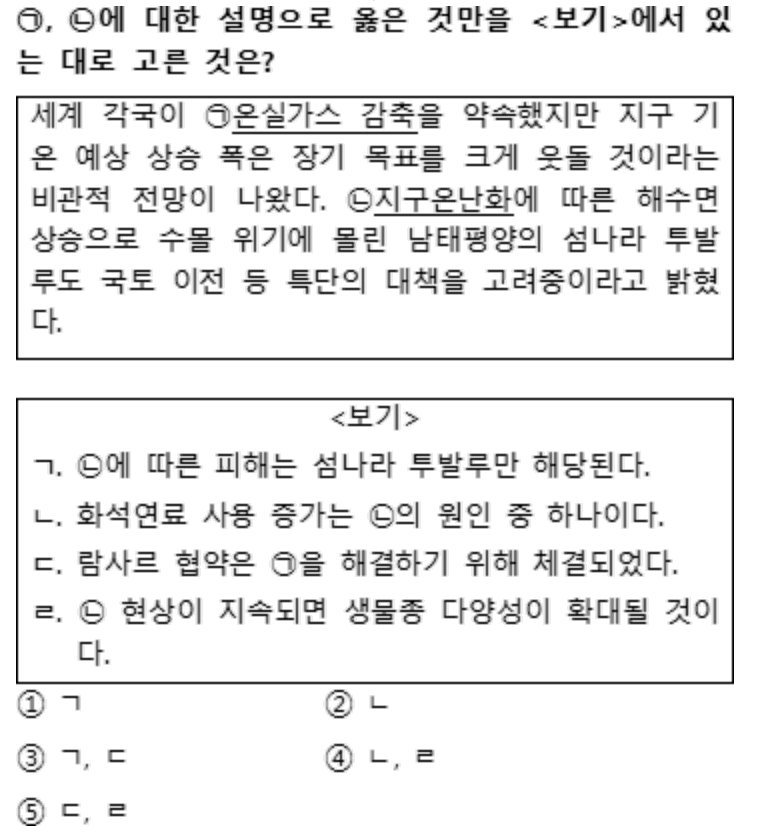 ㉠, ㉡에 대한 설명으로 옳은 것만을 <보기>에서 있
는 대로 고른 것은?
세계 각국이 ㉠온실가스 감축을 약속했지만 지구 기
온 예상 상승 폭은 장기 목표를 크게 웃돌 것이라는
비관적 전망이 나왔다. ㉡지구온난화에 따른 해수면
상승으로 수몰 위기에 몰린 남태평양의 섬나라 투발
루도 국토 이전 등 특단의 대책을 고려중이라고 밝혔
다.
<보기>
ㄱ. ㉡에 따른 피해는 섬나라 투발루만 해당된다.
ㄴ. 화석연료 사용 증가는 ㉡의 원인 중 하나이다.
ㄷ. 람사르 협약은 ㉠을 해결하기 위해 체결되었다.
ㄹ. ㉡ 현상이 지속되면 생물종 다양성이 확대될 것이
다.
① ㄱ ② ㄴ
③ ㄱ, ㄷ ④ ㄴ, ㄹ
⑤ ㄷ, ㄹ